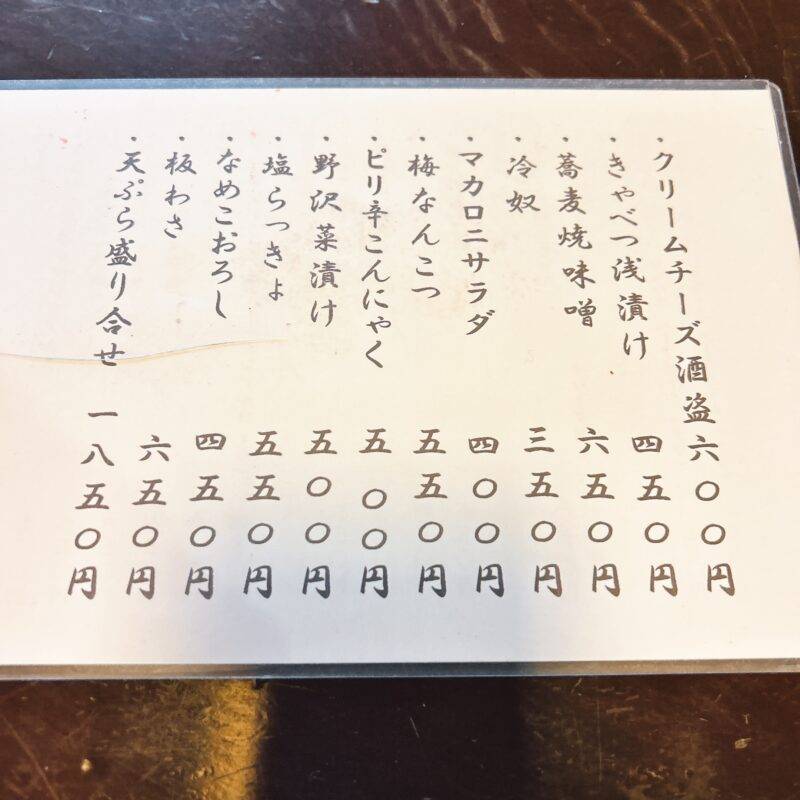 ・クリームチーズ酒盗 六〇〇円
・きゃべつ浅漬け 四五〇円
・蕎麦焼味噌 六五〇円
・冷奴 三五〇円
・マカロニサラダ 四〇〇円
・梅なんこつ 五五〇円
・ピリ辛こんにゃく 五〇〇円
・野沢菜漬け 五〇〇円
・塩らっきょ 五五〇円
・なめこおろし 四五〇円
・板わさ 六五〇円
・天ぷら盛り合せ 一八五〇円